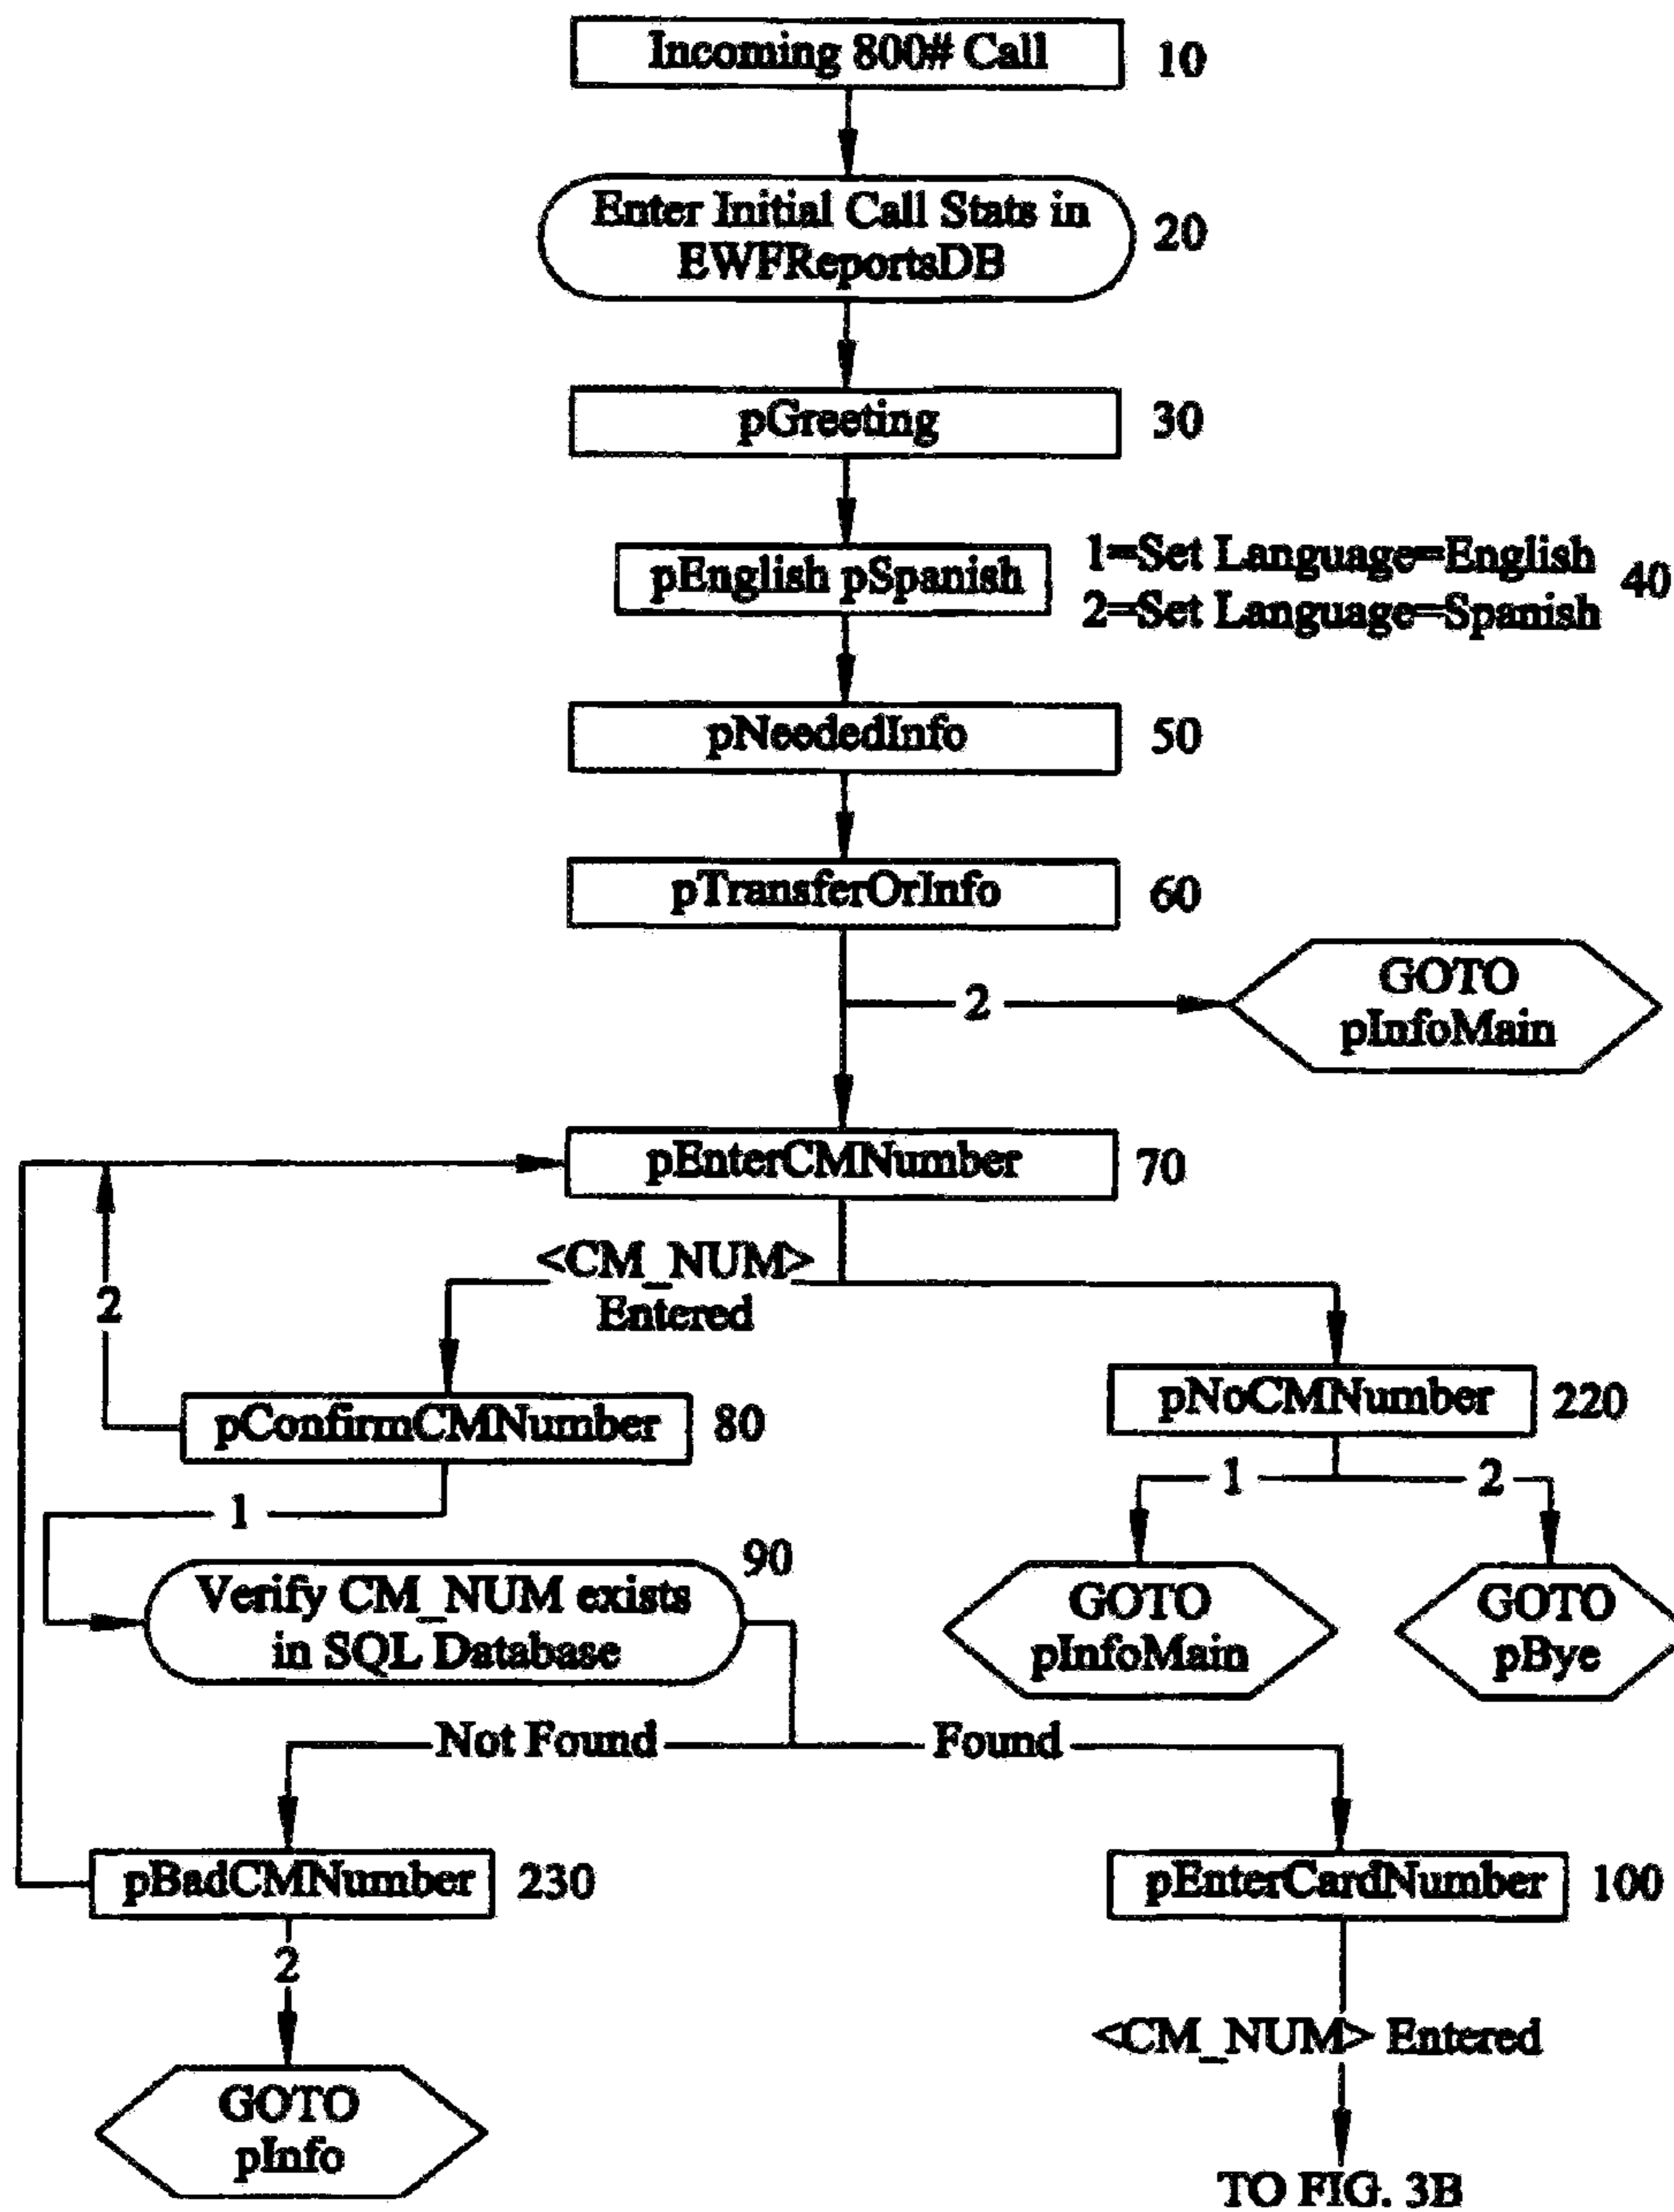 Incoming 800# Call
10
Enter Initial Call Stats in
EWFReportsDB
20
pGreeting
30
pEnglish pSpanish
1=Set Language=English
2=Set Language=Spanish
40
pNeededInfo
50
pTransferOrInfo
60
2
GOTO
pInfoMain
pEnterCMNumber
70
<CM_NUM>
Entered
2
pConfirmCMNumber
80
pNoCMNumber
220
1
1
2
90
Verify CM_NUM exists
in SQL Database
GOTO
pInfoMain
GOTO
pBye
Not Found
Found
pBadCMNumber
230
pEnterCardNumber
100
2
<CM_NUM> Entered
GOTO
pInfo
TO FIG. 3B